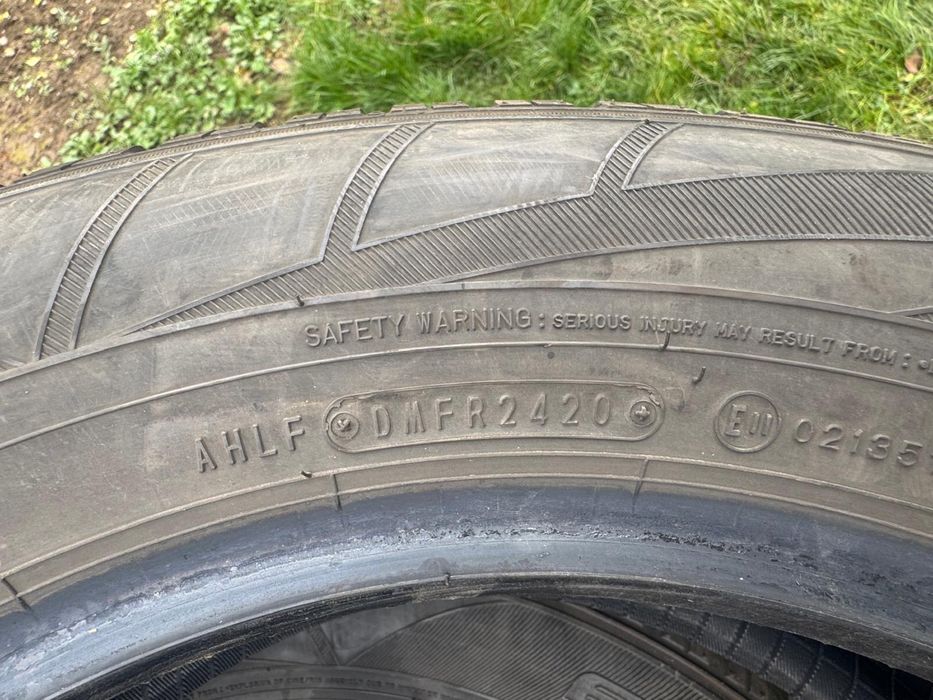 SAFETY WARNING: SERIOUS INJURY MAY RESULT FROM:
AHLF DMFR2420 E11 02135